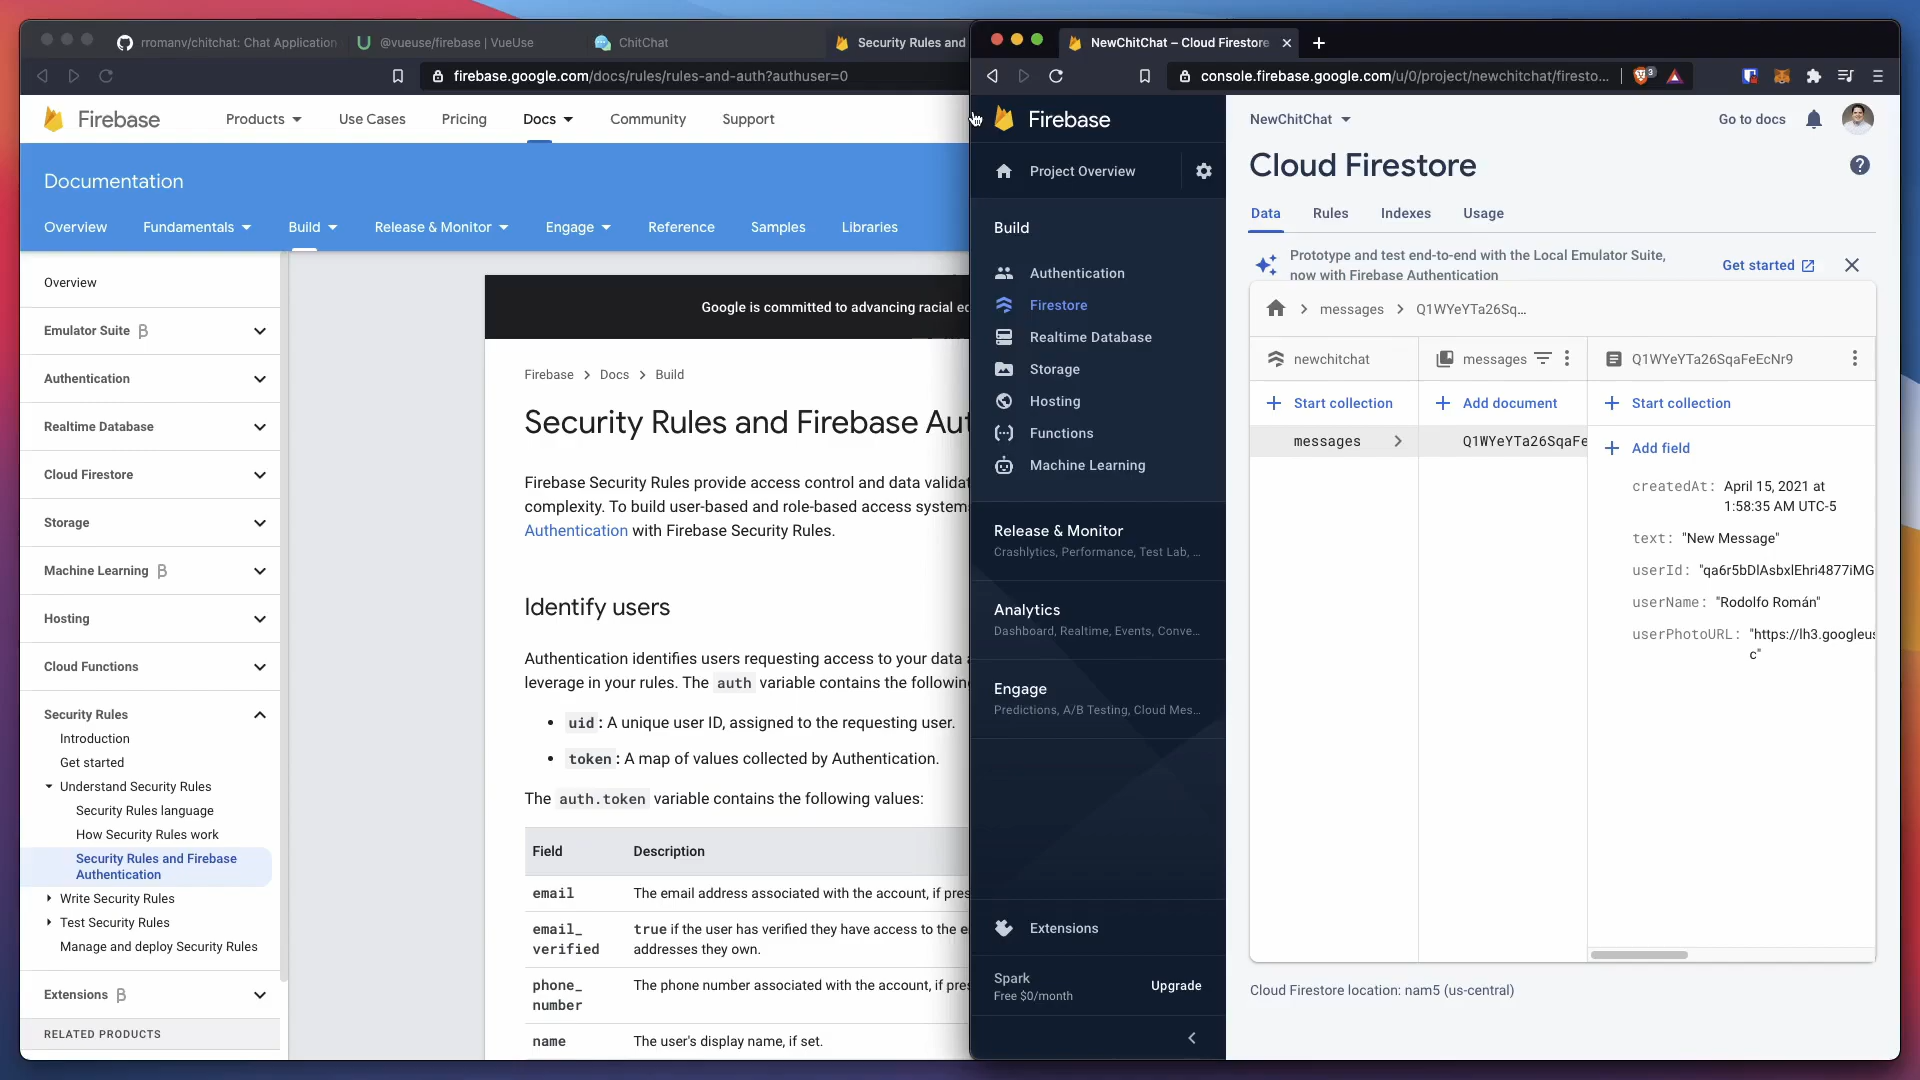 rromanv/chitchat: Chat Application
@vueuse/firebase | VueUse
ChitChat
Security Rules and
firebase.google.com/docs/rules/rules-and-auth?authuser=0
Firebase
Products
Use Cases
Pricing
Docs
Community
Support
Documentation
Overview
Fundamentals
Build
Release & Monitor
Engage
Reference
Samples
Libraries
Overview
Emulator Suite β
Authentication
Realtime Database
Cloud Firestore
Storage
Machine Learning β
Hosting
Cloud Functions
Security Rules
Introduction
Get started
Understand Security Rules
Security Rules language
How Security Rules work
Security Rules and Firebase
Authentication
Write Security Rules
Test Security Rules
Manage and deploy Security Rules
Extensions β
RELATED PRODUCTS
Google is committed to advancing racial eq
Firebase > Docs > Build
Security Rules and Firebase Aut
Identify users
Firebase Security Rules provide access control and data validat
complexity. To build user-based and role-based access system
Authentication with Firebase Security Rules.
Authentication identifies users requesting access to your data a
leverage in your rules. The auth variable contains the following
• uid: A unique user ID, assigned to the requesting user.
• token: A map of values collected by Authentication.
The auth.token variable contains the following values:
Field Description
email The email address associated with the account, if pres
email_ true if the user has verified they have access to the e
verified addresses they own.
phone_ The phone number associated with the account, if pres
number
name The user's display name, if set.
NewChitChat – Cloud Firestore
console.firebase.google.com/u/0/project/newchitchat/firesto...
3
Firebase
Project Overview
Build
Authentication
Firestore
Realtime Database
Storage
Hosting
Functions
Machine Learning
Release & Monitor
Crashlytics, Performance, Test Lab, ...
Analytics
Dashboard, Realtime, Events, Conve...
Engage
Predictions, A/B Testing, Cloud Mes...
Extensions
Spark
Free $0/month
Upgrade
NewChitChat
Go to docs
Cloud Firestore
Data
Rules
Indexes
Usage
Prototype and test end-to-end with the Local Emulator Suite,
now with Firebase Authentication
Get started
messages > Q1WYeYTa26Sq...
newchitchat
messages
Q1WYeYTa26SqaFeEcNr9
+ Start collection
+ Add document
+ Start collection
messages
Q1WYeYTa26SqaFe
+ Add field
createdAt: April 15, 2021 at
1:58:35 AM UTC-5
text: "New Message"
userId: "qa6r5bDlAsbxlEhri4877iMG
userName: "Rodolfo Román"
userPhotoURL: "https://lh3.googleus
c"
Cloud Firestore location: nam5 (us-central)